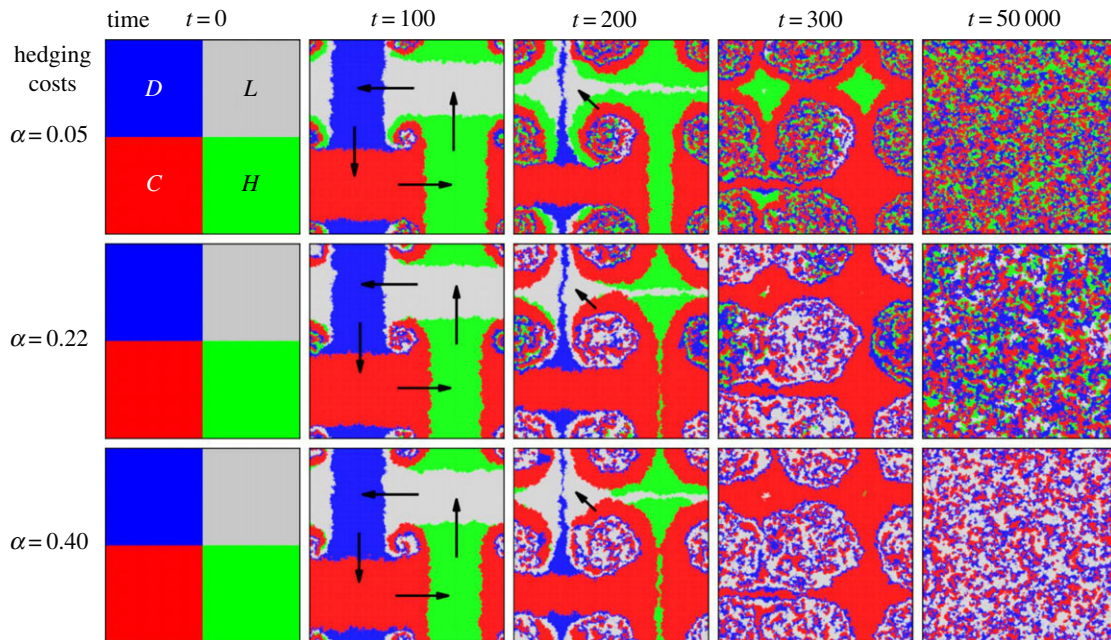 time t = 0 t = 100 t = 200 t = 300 t = 50 000
hedging
costs
D L
α = 0.05
C H
α = 0.22
α = 0.40